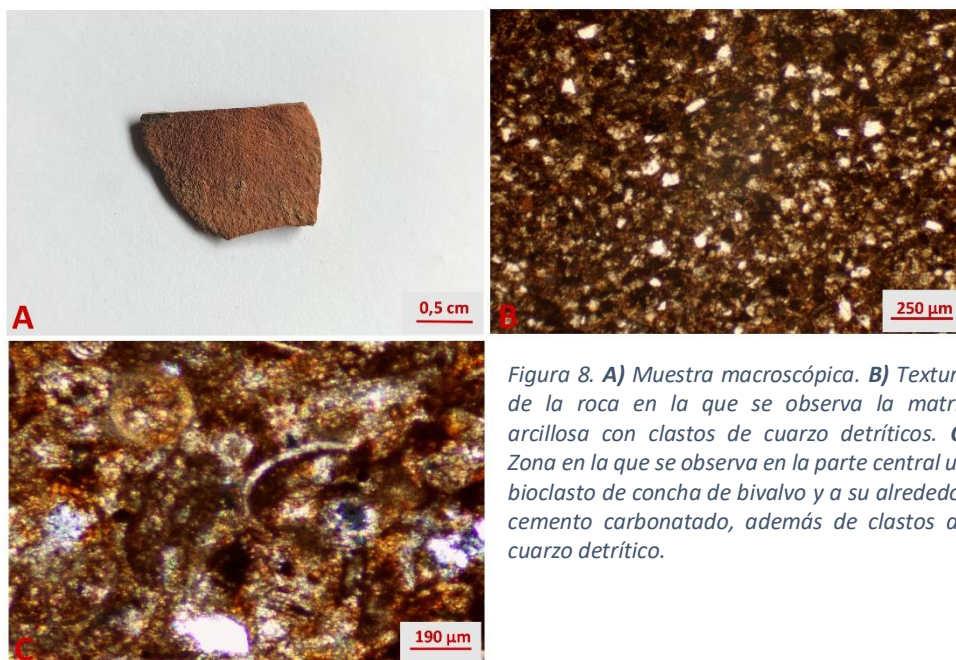 A
0,5 cm
B
250 µm
Figura 8. A) Muestra macroscópica. B) Textur
de la roca en la que se observa la matri
arcillosa con clastos de cuarzo detríticos. C
Zona en la que se observa en la parte central u
bioclasto de concha de bivalvo y a su alrededo
cemento carbonatado, además de clastos d
cuarzo detrítico.
C
190 µm